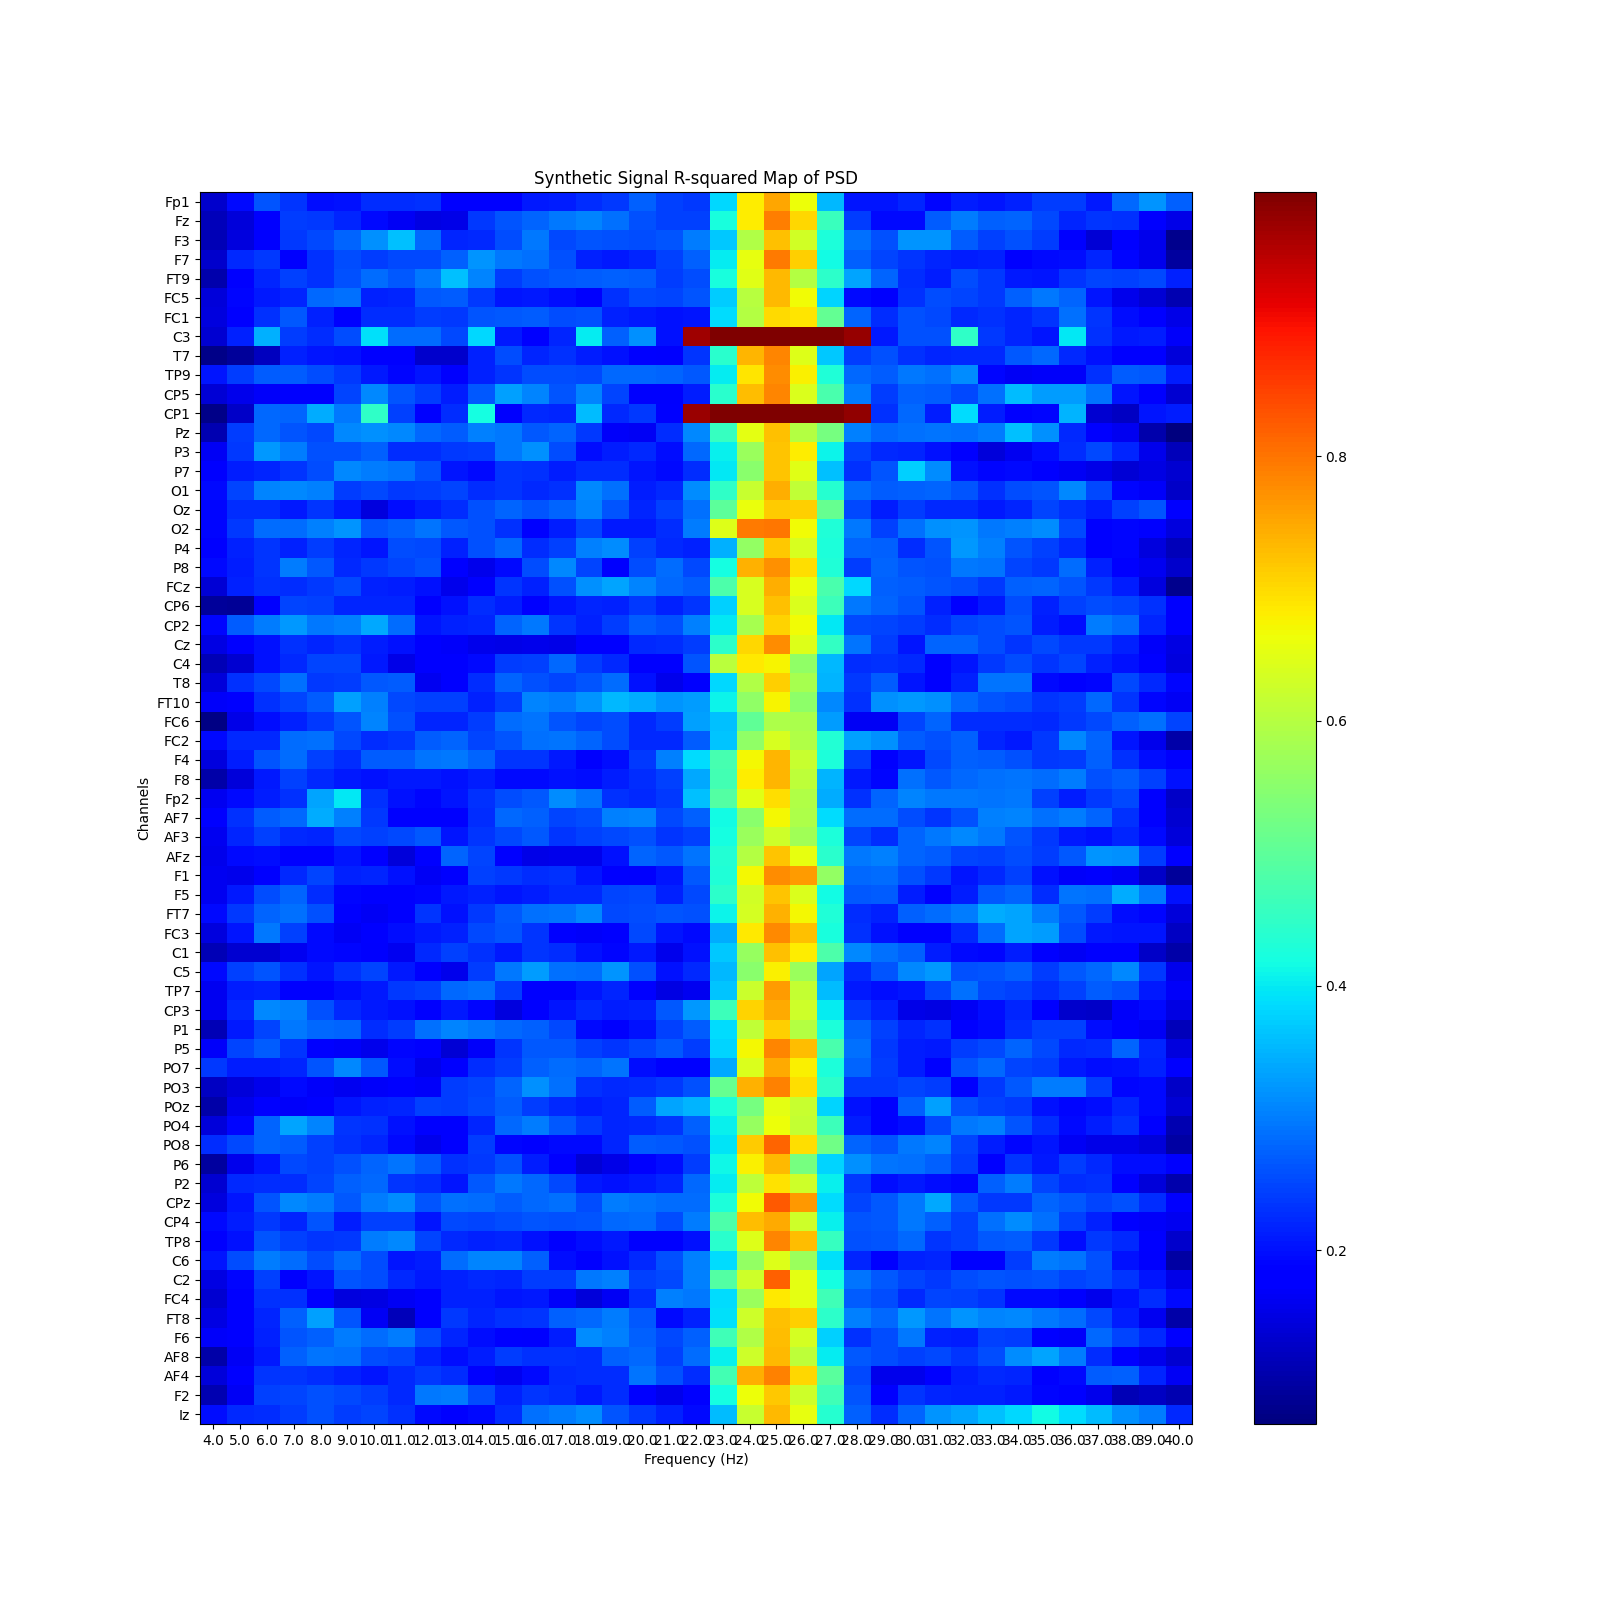 Synthetic Signal R-squared Map of PSD
Fp1
Fz
F3
F7
FT9
FC5
FC1
C3
T7
TP9
CP5
CP1
Pz
P3
P7
O1
Oz
O2
P4
P8
FCz
CP6
CP2
Cz
C4
T8
FT10
FC6
FC2
F4
F8
Fp2
AF7
AF3
AFz
F1
F5
FT7
FC3
C1
C5
TP7
CP3
P1
P5
PO7
PO3
POz
PO4
PO8
P6
P2
CPz
CP4
TP8
C6
C2
FC4
FT8
F6
AF8
AF4
F2
Iz
Channels
4.0 5.0 6.0 7.0 8.0 9.0 10.0 11.0 12.0 13.0 14.0 15.0 16.0 17.0 18.0 19.0 20.0 21.0 22.0 23.0 24.0 25.0 26.0 27.0 28.0 29.0 30.0 31.0 32.0 33.0 34.0 35.0 36.0 37.0 38.0 39.0 40.0
Frequency (Hz)
0.8
0.6
0.4
0.2